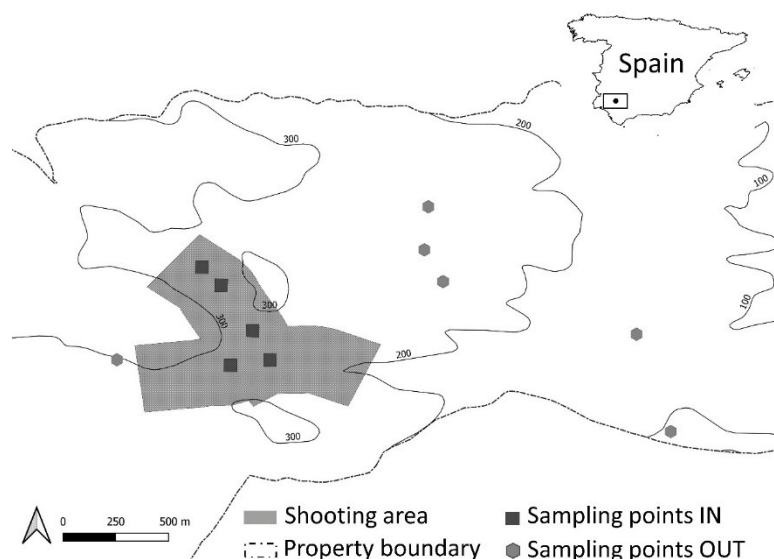 Spain
300
200
100
300
300
100
200
300
0 250 500 m
Shooting area
Property boundary
Sampling points IN
Sampling points OUT